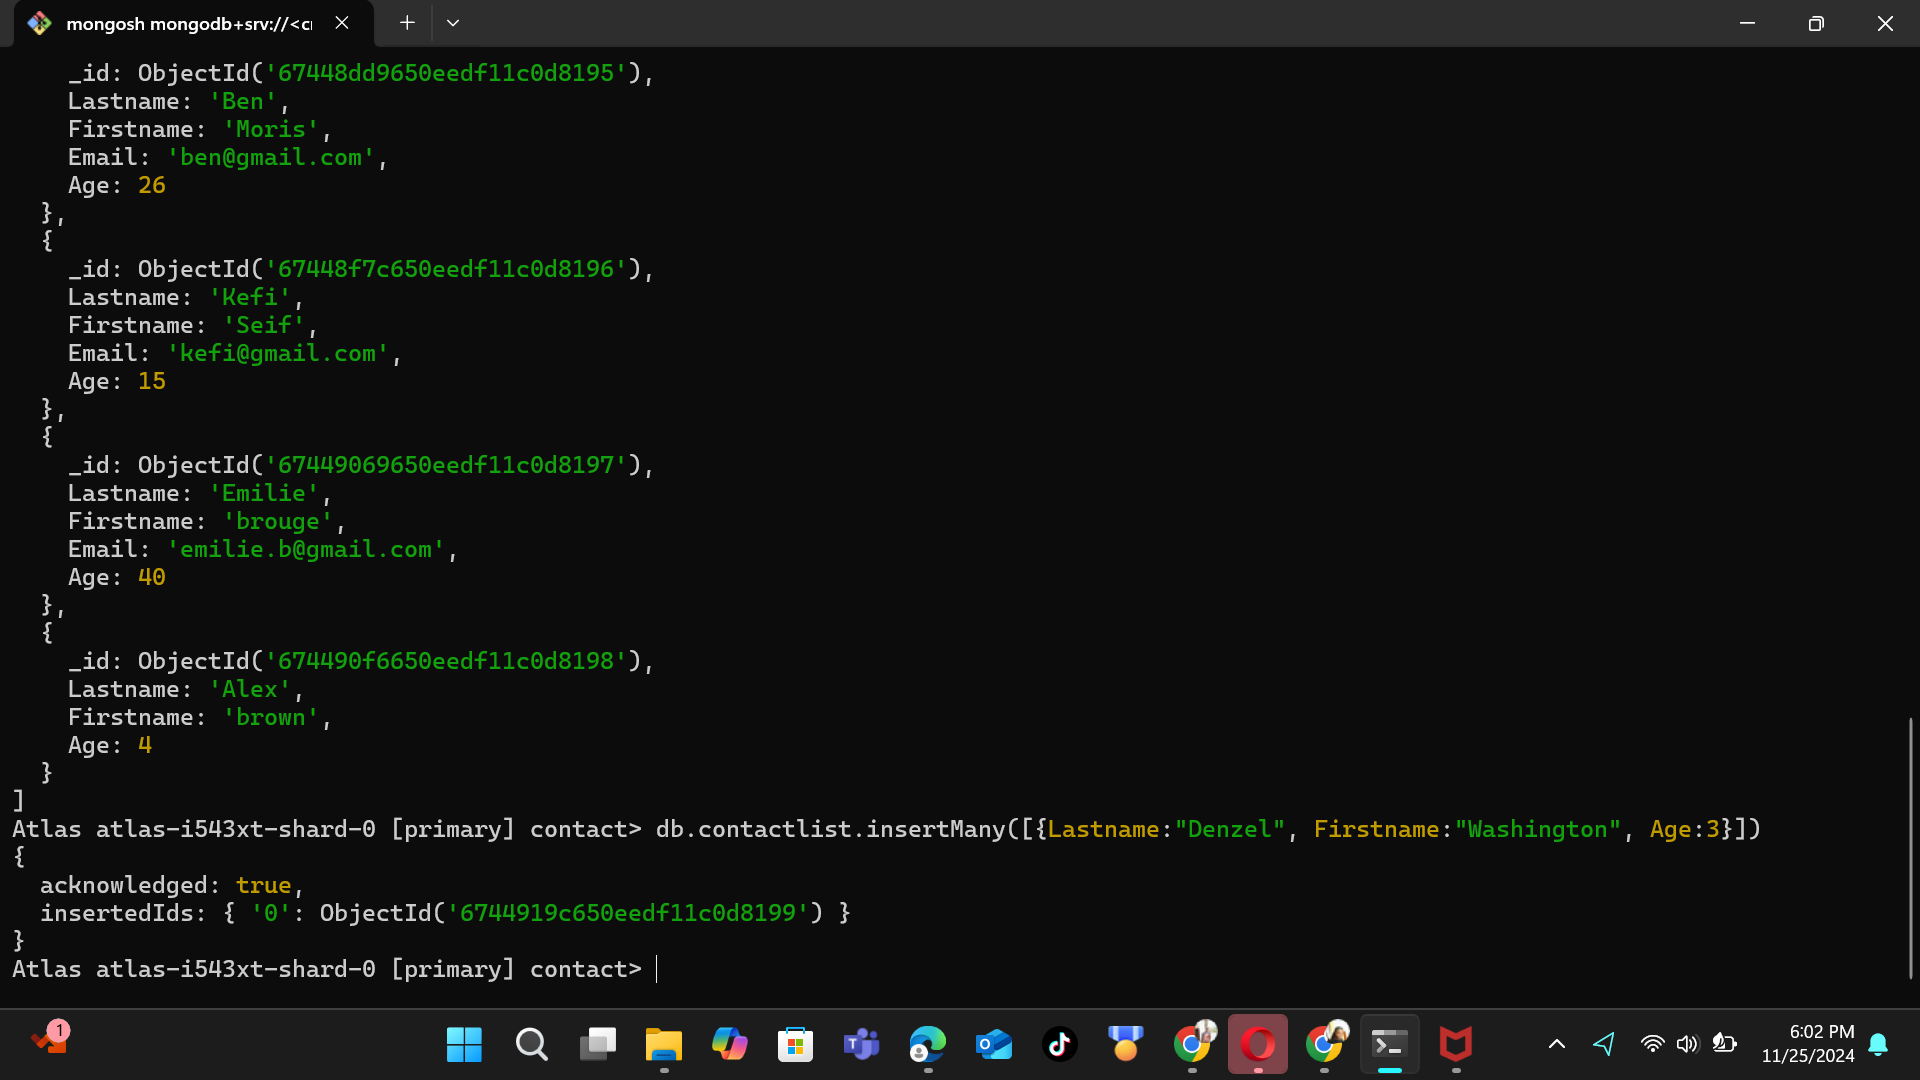 mongosh mongodb+srv://<cr
_id: ObjectId('67448dd9650eedf11c0d8195'),
Lastname: 'Ben',
Firstname: 'Moris',
Email: 'ben@gmail.com',
Age: 26
},
{
_id: ObjectId('67448f7c650eedf11c0d8196'),
Lastname: 'Kefi',
Firstname: 'Seif',
Email: 'kefi@gmail.com',
Age: 15
},
{
_id: ObjectId('67449069650eedf11c0d8197'),
Lastname: 'Emilie',
Firstname: 'brouge',
Email: 'emilie.b@gmail.com',
Age: 40
},
{
_id: ObjectId('674490f6650eedf11c0d8198'),
Lastname: 'Alex',
Firstname: 'brown',
Age: 4
}
]
Atlas atlas-i543xt-shard-0 [primary] contact> db.contactlist.insertMany([{Lastname:"Denzel", Firstname:"Washington", Age:3}])
{
acknowledged: true,
insertedIds: { '0': ObjectId('6744919c650eedf11c0d8199') }
}
Atlas atlas-i543xt-shard-0 [primary] contact>
1
6:02 PM
11/25/2024